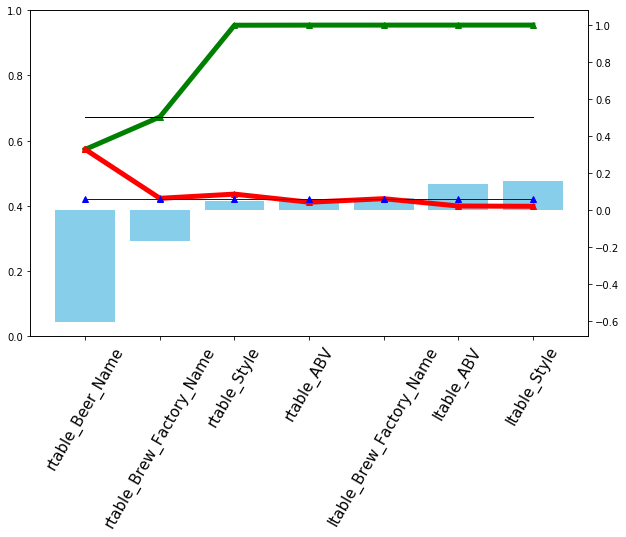 1.0
0.8
0.6
0.4
0.2
0.0
1.0
0.8
0.6
0.4
0.2
0.0
−0.2
−0.4
−0.6
rtable_Beer_Name
rtable_Brew_Factory_Name
rtable_Style
rtable_ABV
ltable_Brew_Factory_Name
ltable_ABV
ltable_Style